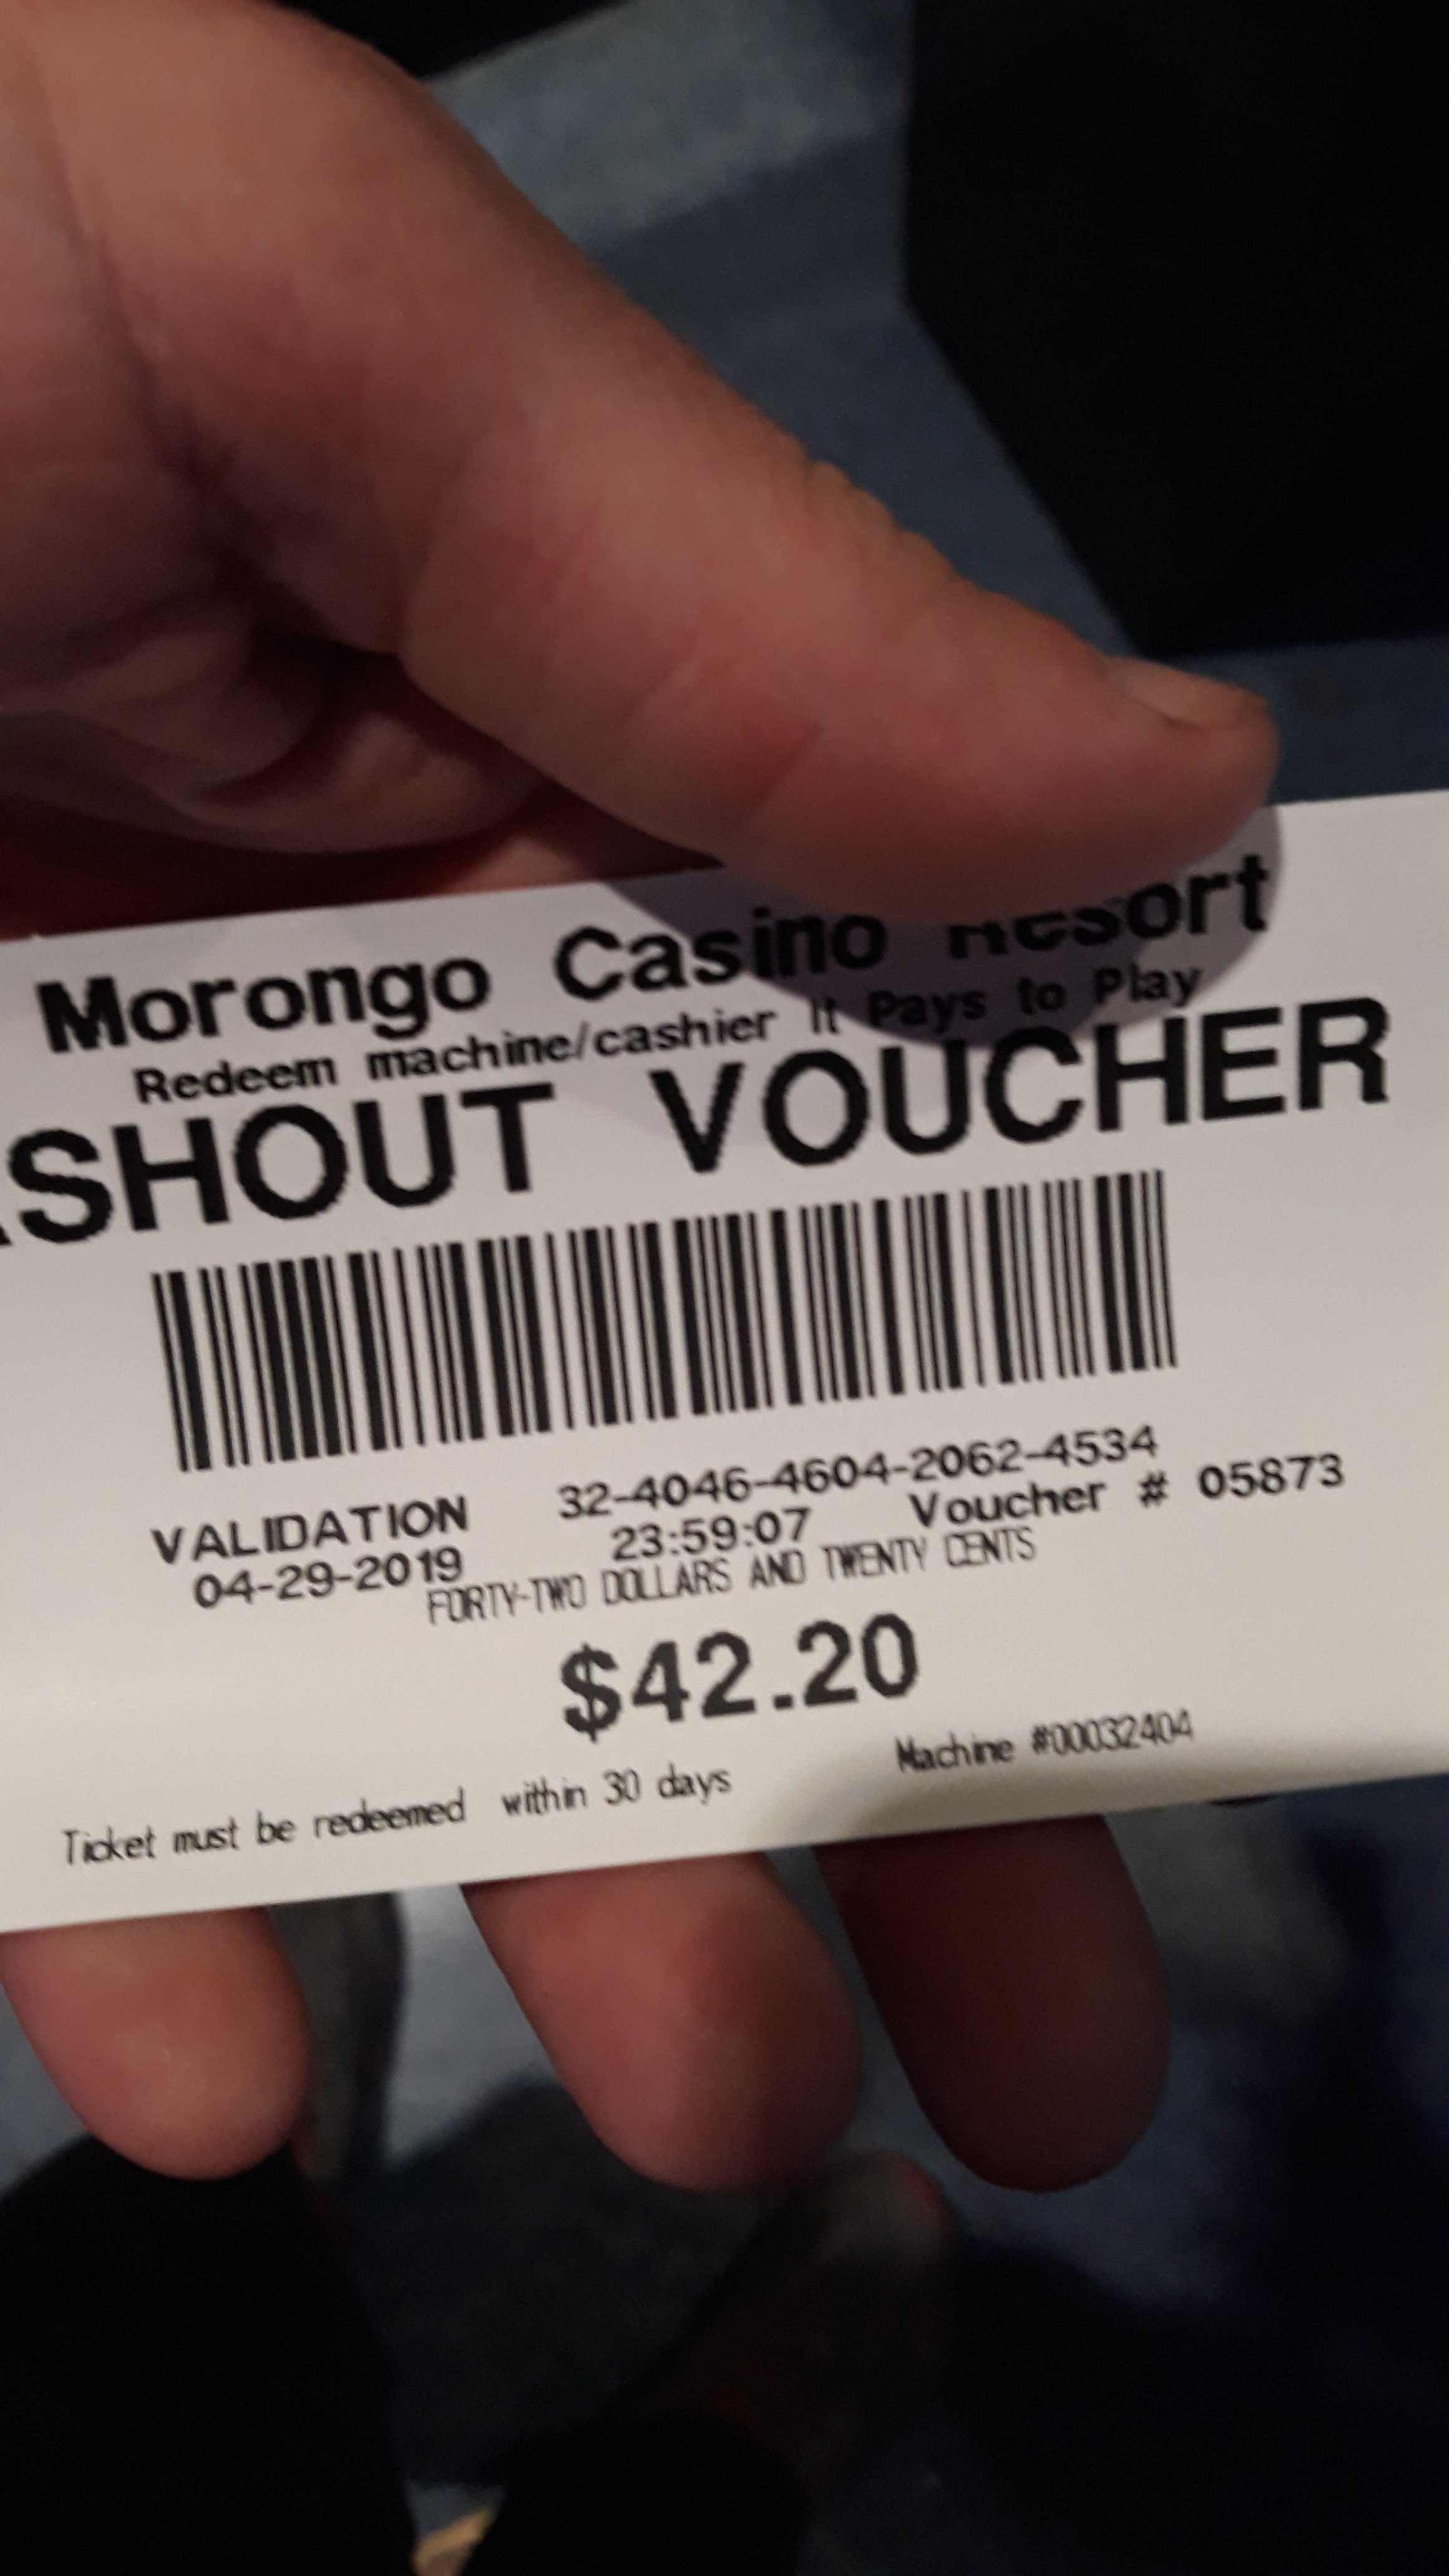 Morongo Casino Resort
Redeem machine/cashier It Pays to Play
ASHOUT VOUCHER
VALIDATION 32-4046-4604-2062-4534
04-29-2019 23:59:07 Voucher # 05873
FORTY-TWO DOLLARS AND TWENTY CENTS
$42.20
Ticket must be redeemed within 30 days Machine #00032404